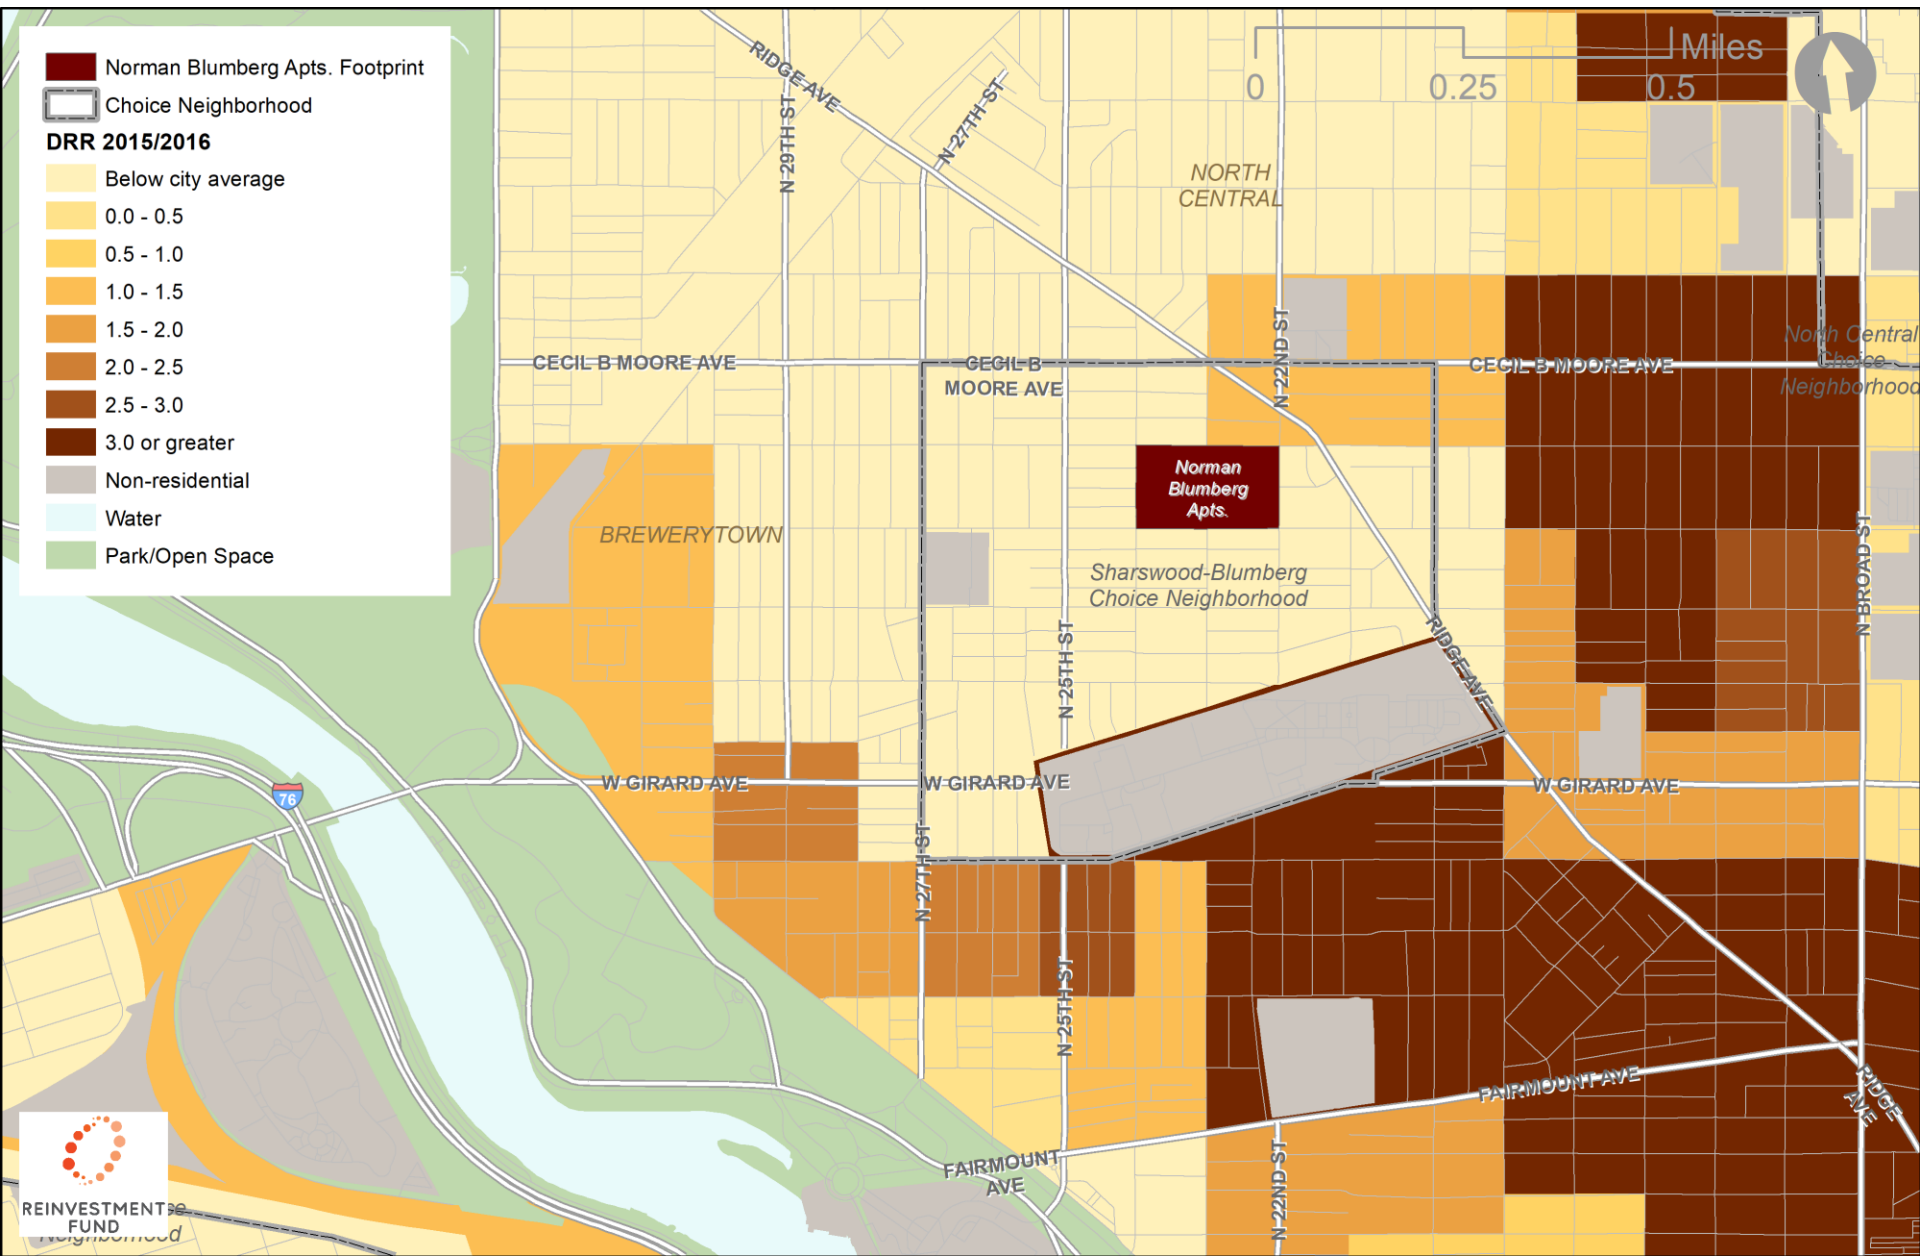 Norman Blumberg Apts. Footprint
Choice Neighborhood
DRR 2015/2016
Below city average
0.0 - 0.5
0.5 - 1.0
1.0 - 1.5
1.5 - 2.0
2.0 - 2.5
2.5 - 3.0
3.0 or greater
Non-residential
Water
Park/Open Space
Miles
0
0.25
0.5
RIDGE AVE
N 29TH ST
N 27TH ST
NORTH
CENTRAL
N 22ND ST
CECIL B MOORE AVE
CECIL B
MOORE AVE
CECIL B MOORE AVE
North Central
Choice
Neighborhood
Norman
Blumberg
Apts.
BREWERYTOWN
Sharswood-Blumberg
Choice Neighborhood
N BROAD ST
N 25TH ST
RIDGE AVE
W GIRARD AVE
W GIRARD AVE
W GIRARD AVE
76
N 27TH ST
N 25TH ST
FAIRMOUNT AVE
RIDGE
AVE
FAIRMOUNT
AVE
N 22ND ST
REINVESTMENT
FUND
Neighborhood